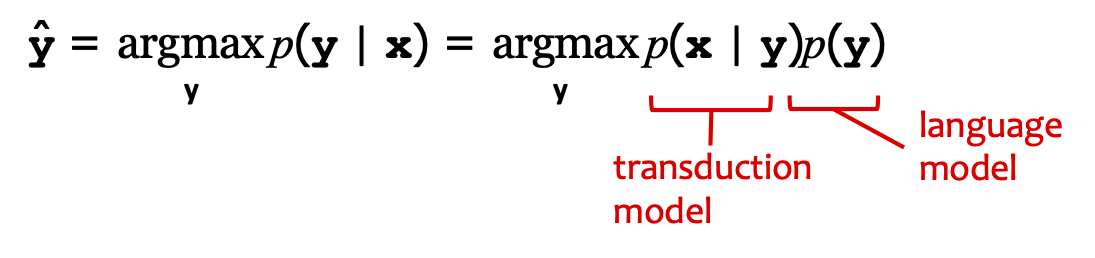 ŷ = argmax p(y | x) = argmax p(x | y)p(y)
y y
transduction model
language model